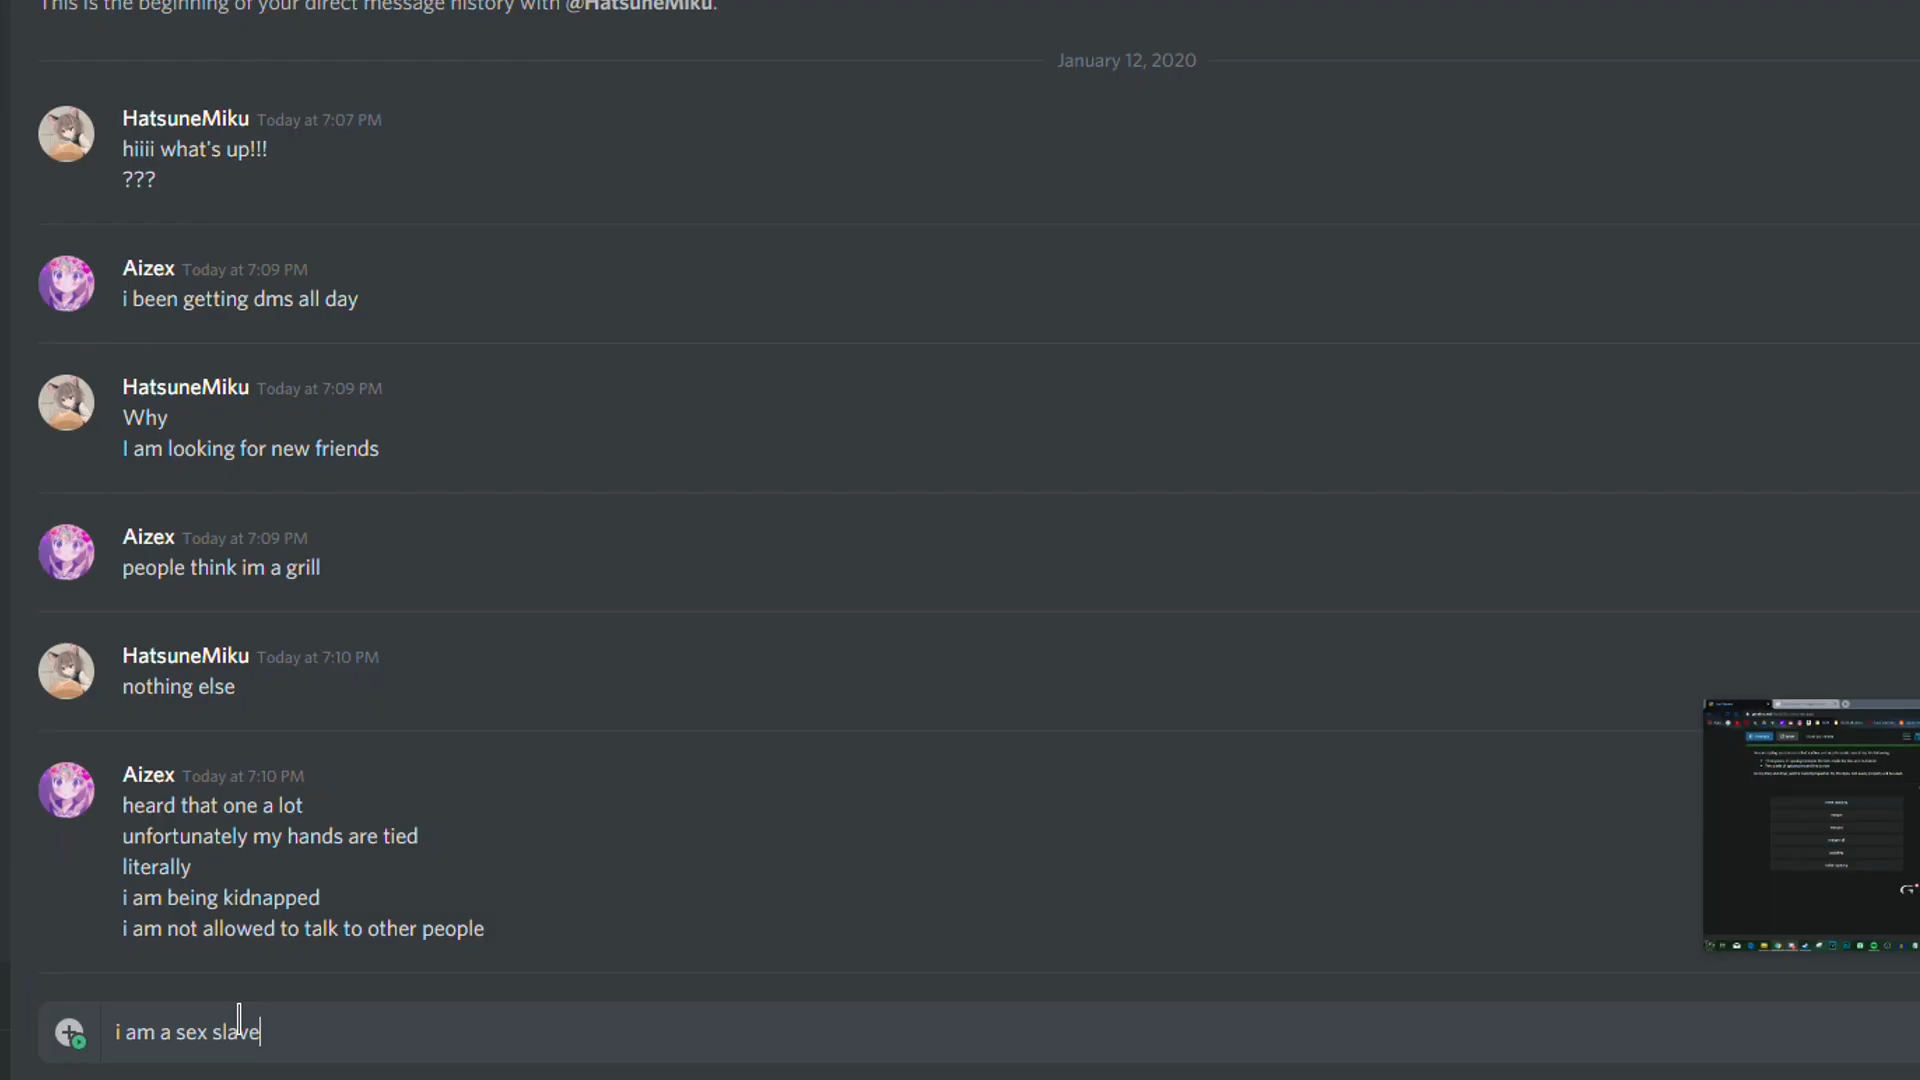 This is the beginning of your direct message history with @HatsuneMiku.
January 12, 2020
HatsuneMiku Today at 7:07 PM
hiiii what's up!!!
???
Aizex Today at 7:09 PM
i been getting dms all day
HatsuneMiku Today at 7:09 PM
Why
I am looking for new friends
Aizex Today at 7:09 PM
people think im a grill
HatsuneMiku Today at 7:10 PM
nothing else
Aizex Today at 7:10 PM
heard that one a lot
unfortunately my hands are tied
literally
i am being kidnapped
i am not allowed to talk to other people
i am a sex slave